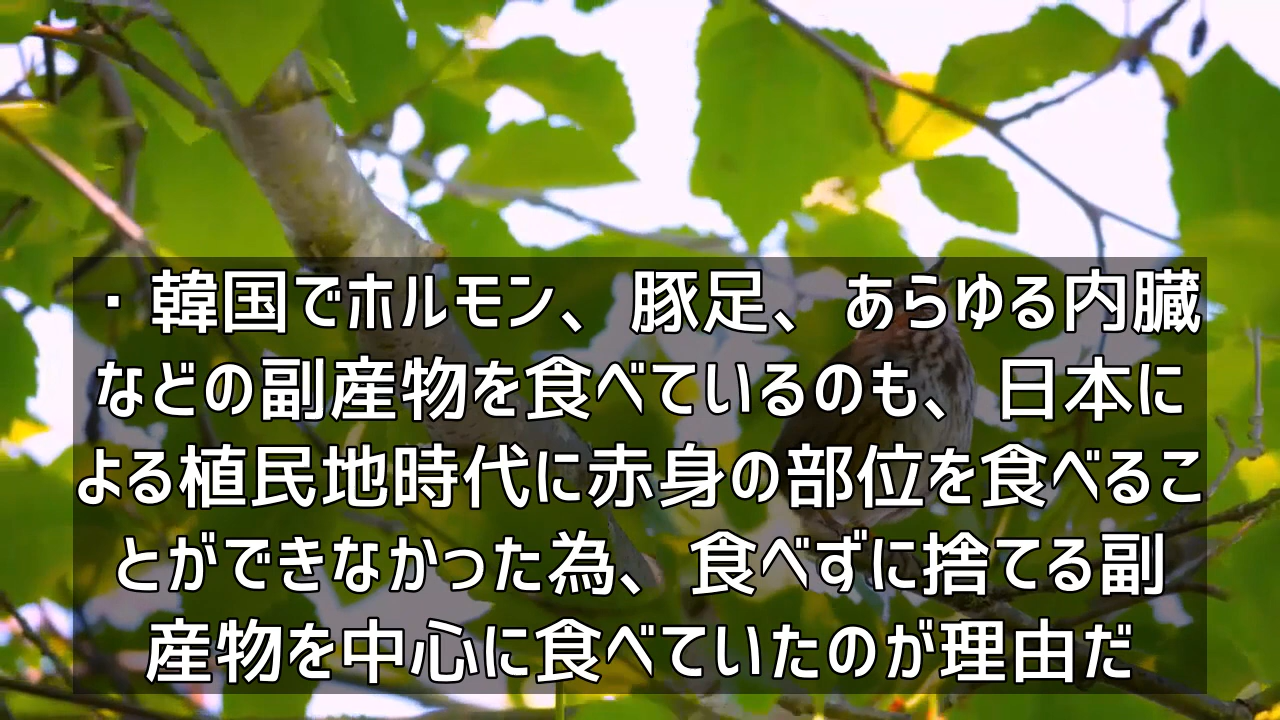 ・韓国でホルモン、豚足、あらゆる内臓
などの副産物を食べているのも、日本に
よる植民地時代に赤身の部位を食べるこ
とができなかった為、食べずに捨てる副
産物を中心に食べていたのが理由だ